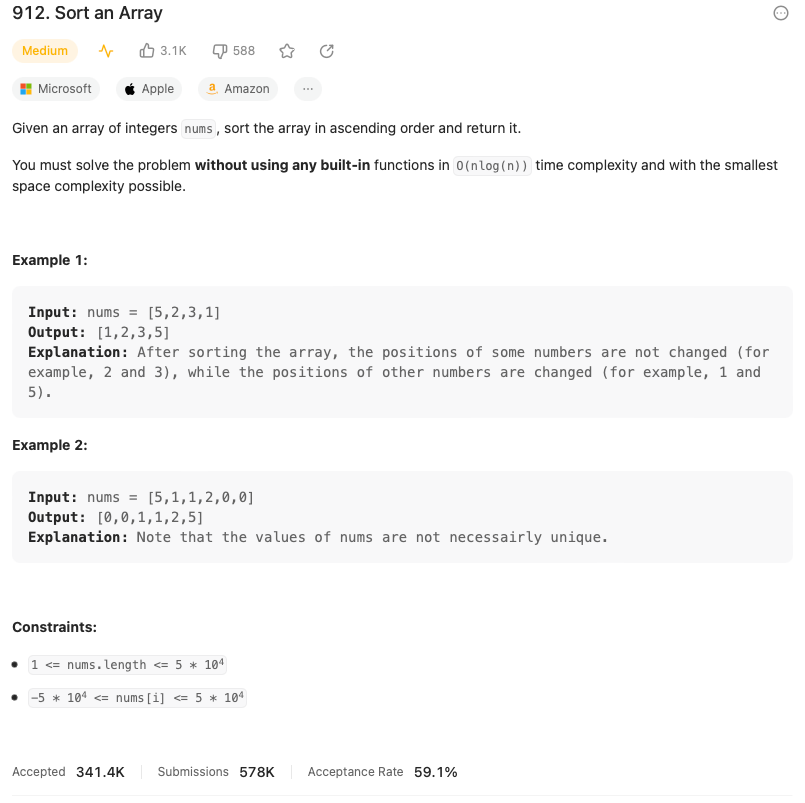 912. Sort an Array
Medium 3.1K 588
Microsoft Apple a Amazon ...
Given an array of integers nums, sort the array in ascending order and return it.
You must solve the problem without using any built-in functions in O(nlog(n)) time complexity and with the smallest
space complexity possible.
Example 1:
Input: nums = [5,2,3,1]
Output: [1,2,3,5]
Explanation: After sorting the array, the positions of some numbers are not changed (for
example, 2 and 3), while the positions of other numbers are changed (for example, 1 and
5).
Example 2:
Input: nums = [5,1,1,2,0,0]
Output: [0,0,1,1,2,5]
Explanation: Note that the values of nums are not necessairly unique.
Constraints:
• 1 <= nums.length <= 5 * 10⁴
• -5 * 10⁴ <= nums[i] <= 5 * 10⁴
Accepted 341.4K Submissions 578K Acceptance Rate 59.1%